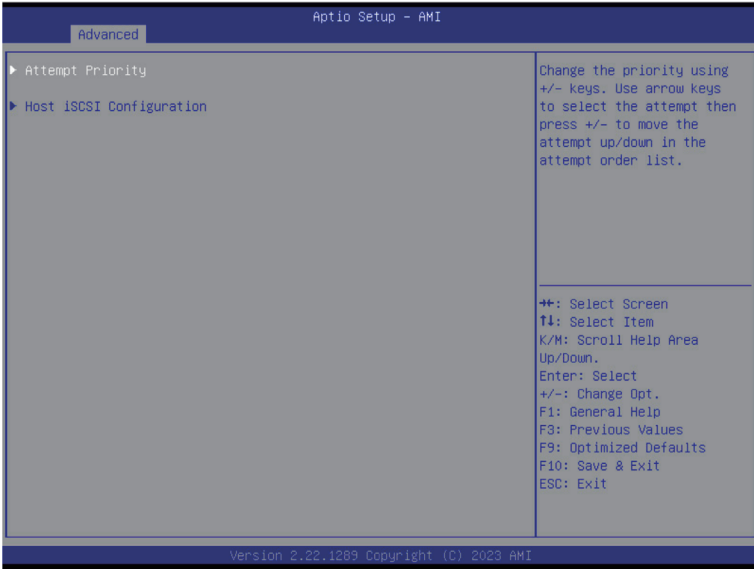 Aptio Setup - AMI
Advanced
▶ Attempt Priority
▶ Host iSCSI Configuration
Change the priority using
+/- keys. Use arrow keys
to select the attempt then
press +/- to move the
attempt up/down in the
attempt order list.
→←: Select Screen
↑↓: Select Item
K/M: Scroll Help Area
Up/Down.
Enter: Select
+/-: Change Opt.
F1: General Help
F3: Previous Values
F9: Optimized Defaults
F10: Save & Exit
ESC: Exit
Version 2.22.1289 Copyright (C) 2023 AMI